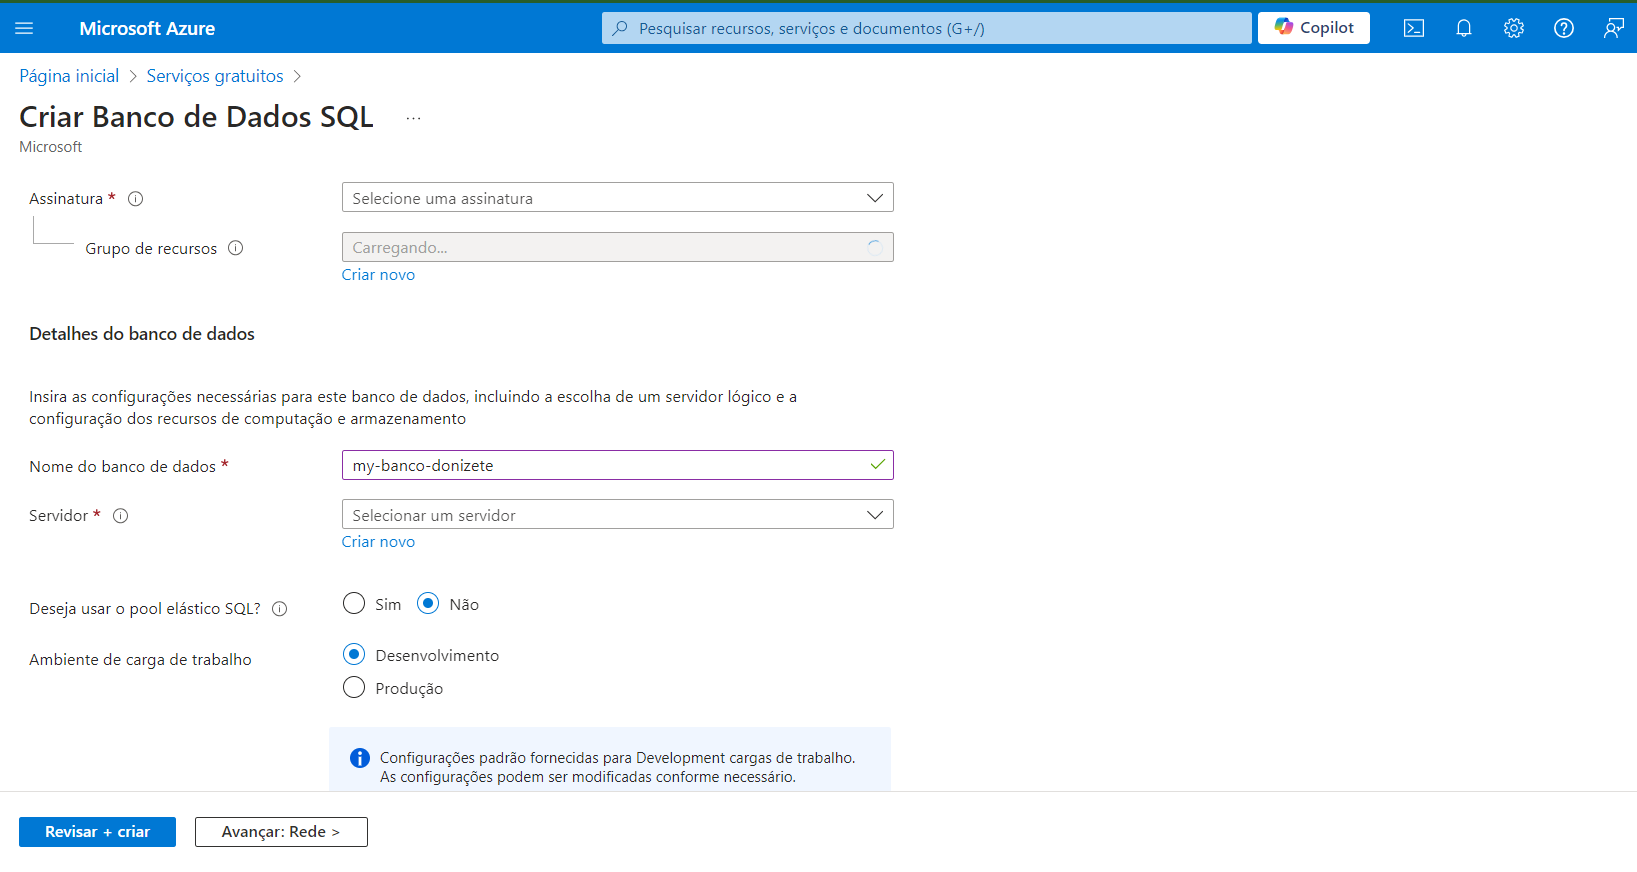 Microsoft Azure
Pesquisar recursos, serviços e documentos (G+/)
Copilot
Página inicial > Serviços gratuitos >
Criar Banco de Dados SQL ...
Microsoft
Assinatura *
Selecione uma assinatura
Grupo de recursos
Carregando...
Criar novo
Detalhes do banco de dados
Insira as configurações necessárias para este banco de dados, incluindo a escolha de um servidor lógico e a
configuração dos recursos de computação e armazenamento
Nome do banco de dados *
my-banco-donizete
Servidor *
Selecionar um servidor
Criar novo
Deseja usar o pool elástico SQL?
Sim
Não
Ambiente de carga de trabalho
Desenvolvimento
Produção
Configurações padrão fornecidas para Development cargas de trabalho.
As configurações podem ser modificadas conforme necessário.
Revisar + criar
Avançar: Rede >